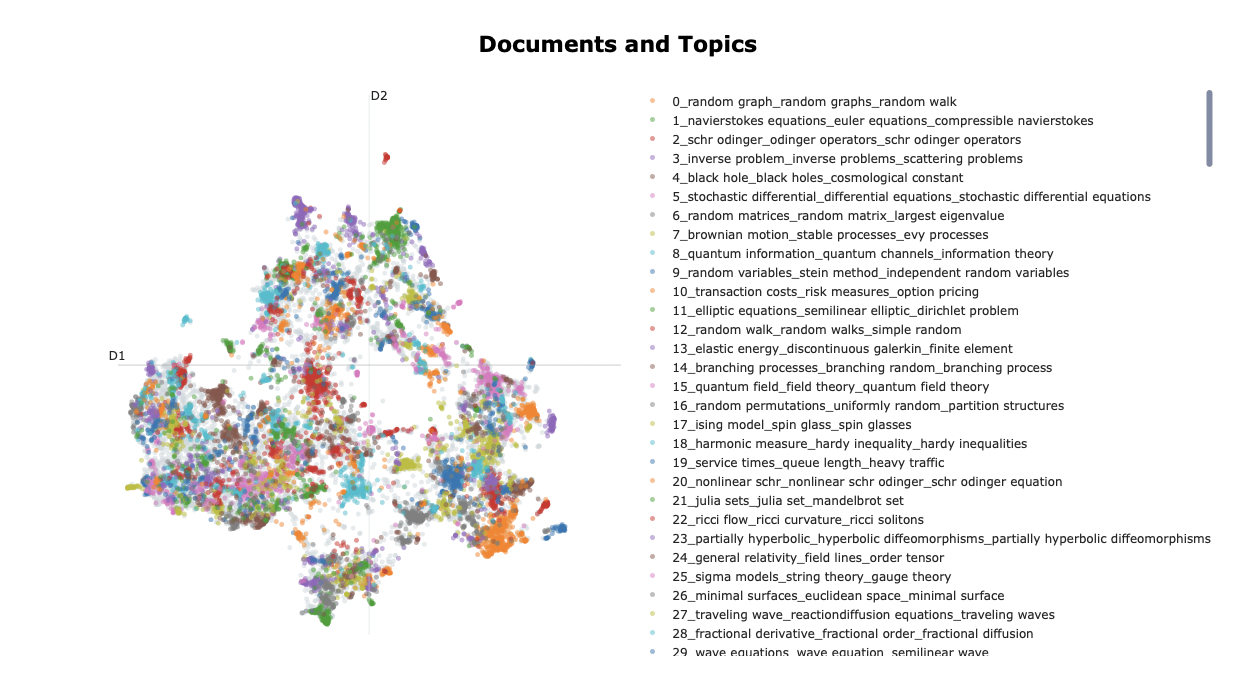 Documents and Topics
D2
D1
0_random graph_random graphs_random walk
1_navierstokes equations_euler equations_compressible navierstokes
2_schr odinger_odinger operators_schr odinger operators
3_inverse problem_inverse problems_scattering problems
4_black hole_black holes_cosmological constant
5_stochastic differential_differential equations_stochastic differential equations
6_random matrices_random matrix_largest eigenvalue
7_brownian motion_stable processes_evy processes
8_quantum information_quantum channels_information theory
9_random variables_stein method_independent random variables
10_transaction costs_risk measures_option pricing
11_elliptic equations_semilinear elliptic_dirichlet problem
12_random walk_random walks_simple random
13_elastic energy_discontinuous galerkin_finite element
14_branching processes_branching random_branching process
15_quantum field_field theory_quantum field theory
16_random permutations_uniformly random_partition structures
17_ising model_spin glass_spin glasses
18_harmonic measure_hardy inequality_hardy inequalities
19_service times_queue length_heavy traffic
20_nonlinear schr_nonlinear schr odinger_schr odinger equation
21_julia sets_julia set_mandelbrot set
22_ricci flow_ricci curvature_ricci solitons
23_partially hyperbolic_hyperbolic diffeomorphisms_partially hyperbolic diffeomorphisms
24_general relativity_field lines_order tensor
25_sigma models_string theory_gauge theory
26_minimal surfaces_euclidean space_minimal surface
27_traveling wave_reactiondiffusion equations_traveling waves
28_fractional derivative_fractional order_fractional diffusion
29_wave equations_wave equation_semilinear wave